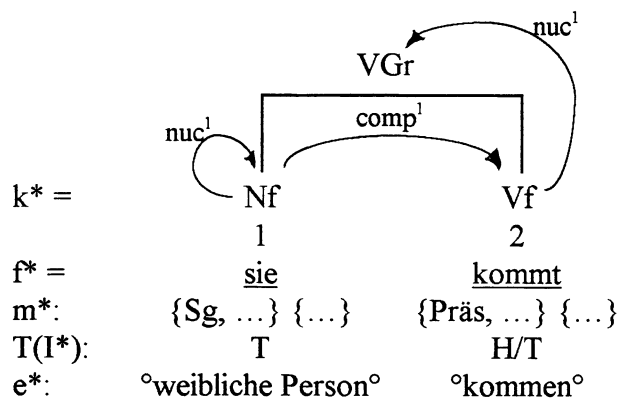 nuc¹
VGr
nuc¹ comp¹
k* = Nf Vf
1 2
f* = sie kommt
m*: {Sg, …} {…} {Präs, …} {…}
T(I*): T H/T
e*: °weibliche Person° °kommen°